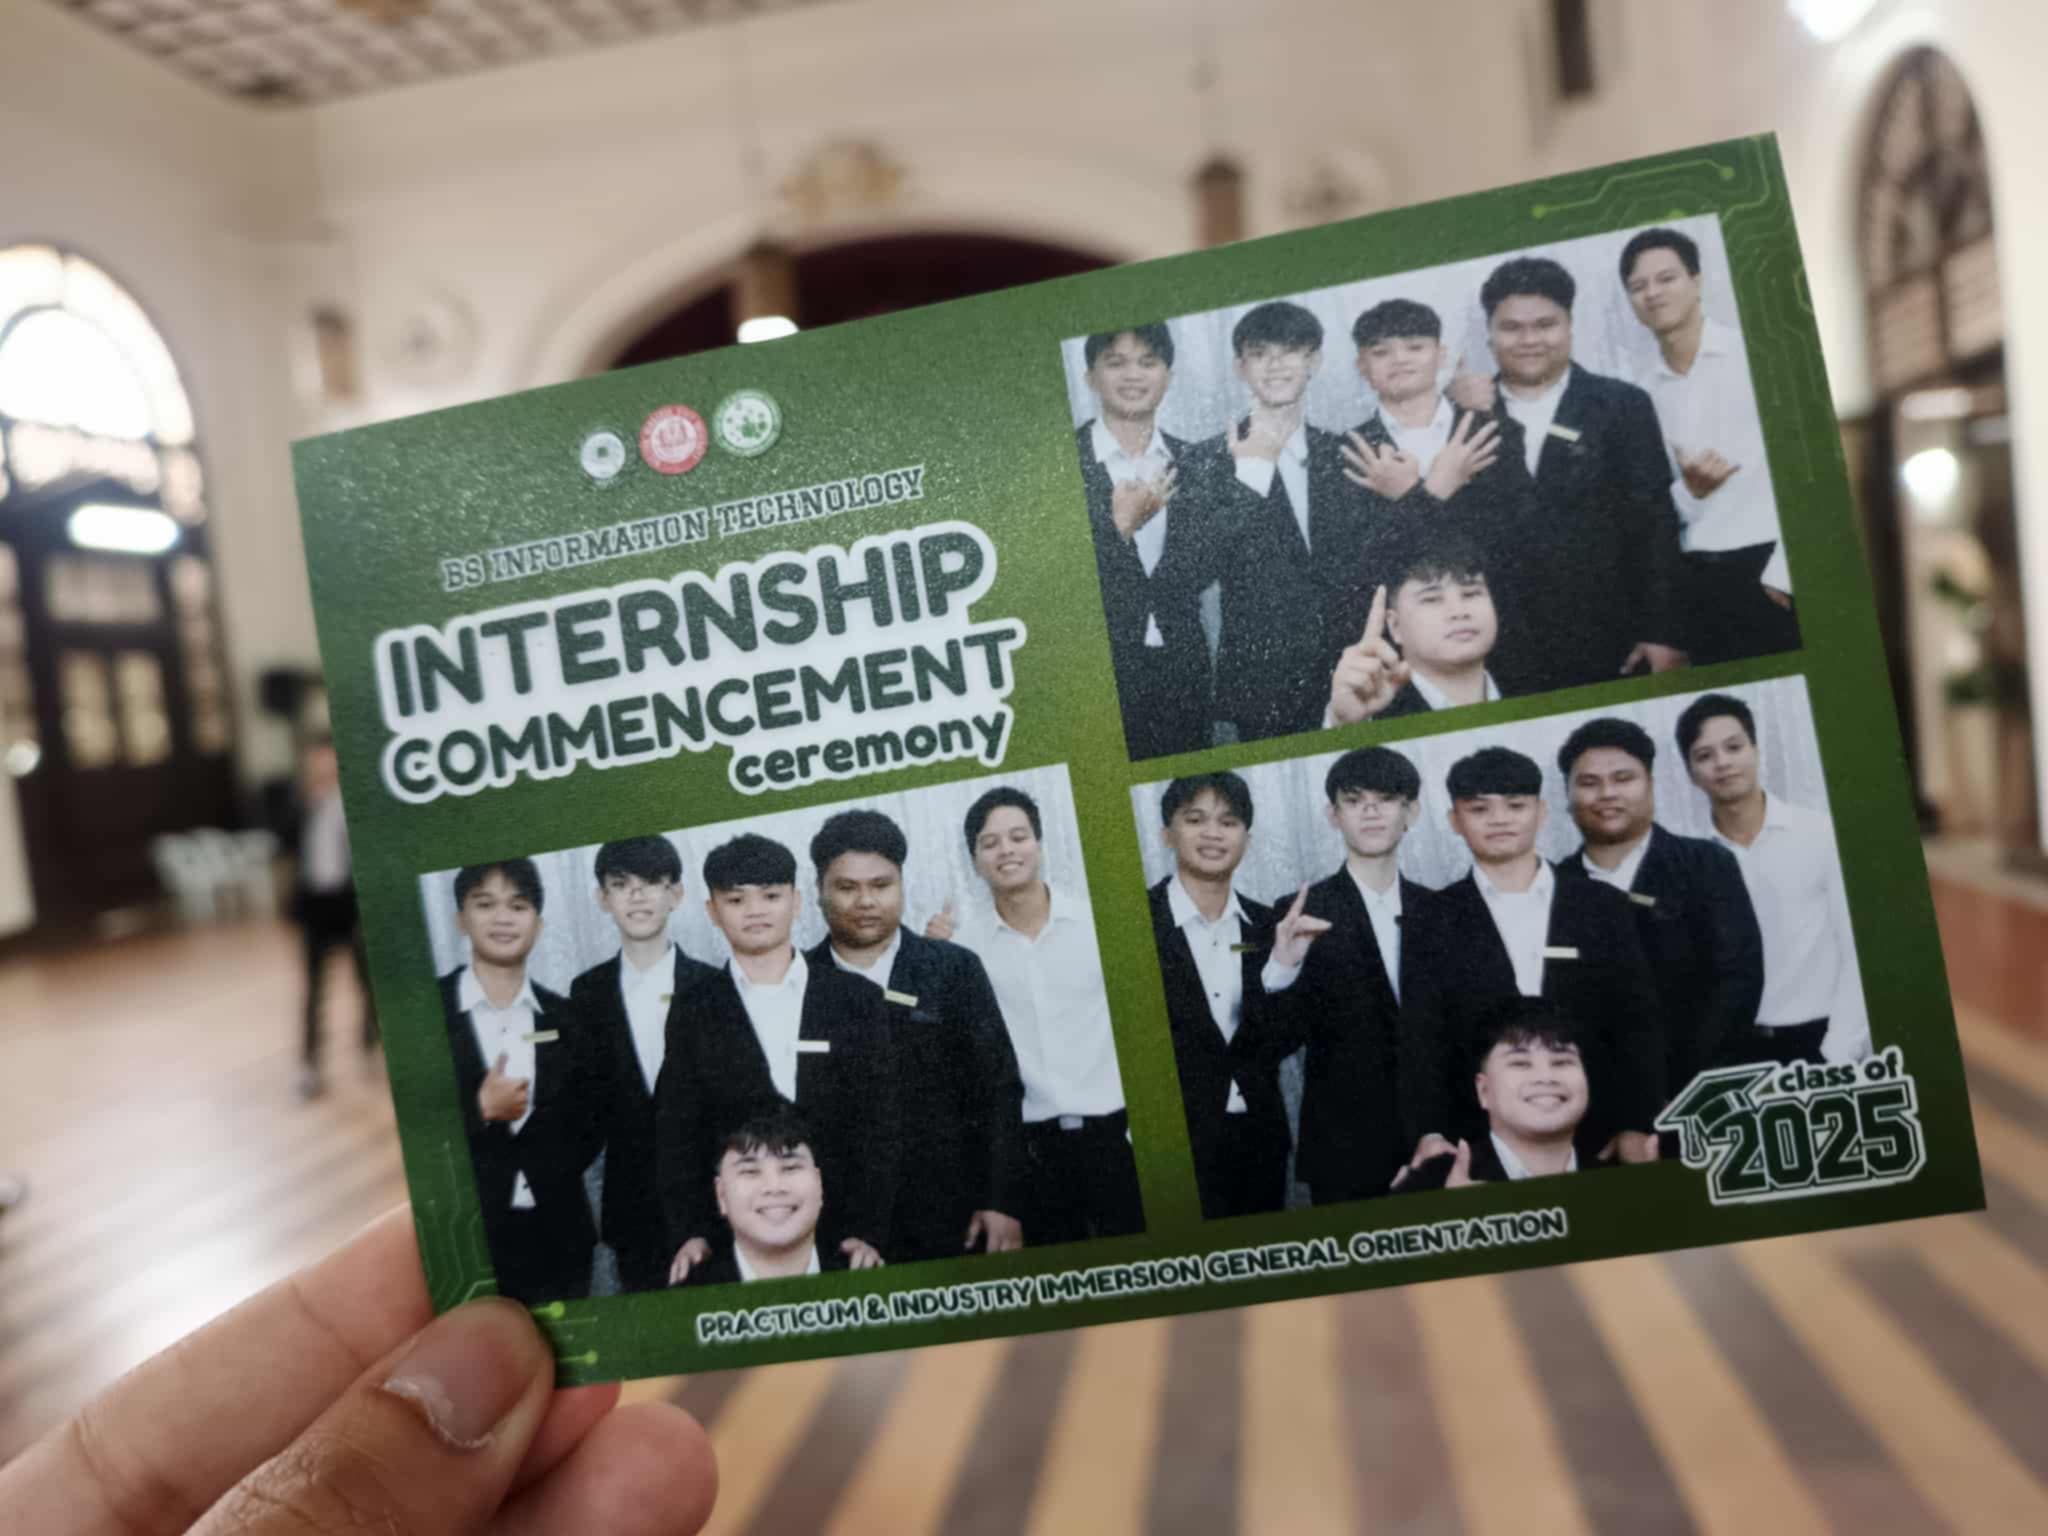 BS INFORMATION TECHNOLOGY
INTERNSHIP
COMMENCEMENT
ceremony
class of
2025
PRACTICUM & INDUSTRY IMMERSION GENERAL ORIENTATION